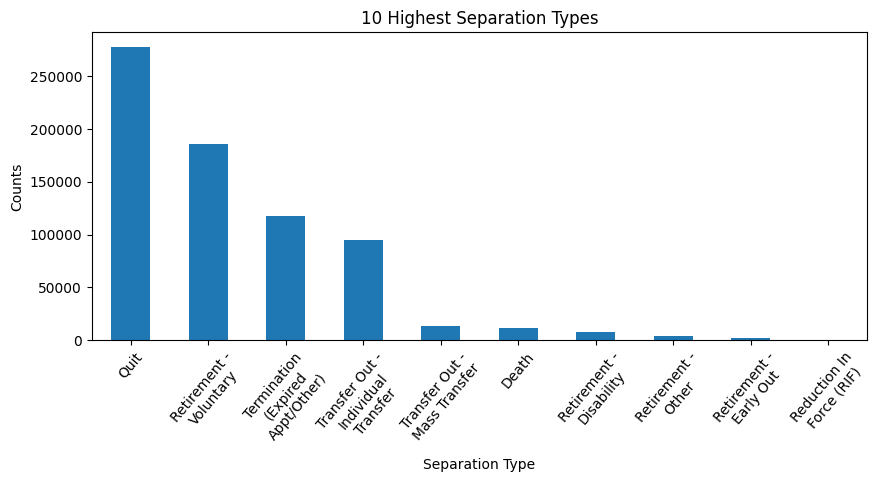 10 Highest Separation Types
250000
200000
150000
100000
50000
0
Counts
Quit
Retirement -
Voluntary
Termination
(Expired
Appt/Other)
Transfer Out -
Individual
Transfer
Transfer Out -
Mass Transfer
Death
Retirement -
Disability
Retirement -
Other
Retirement -
Early Out
Reduction In
Force (RIF)
Separation Type